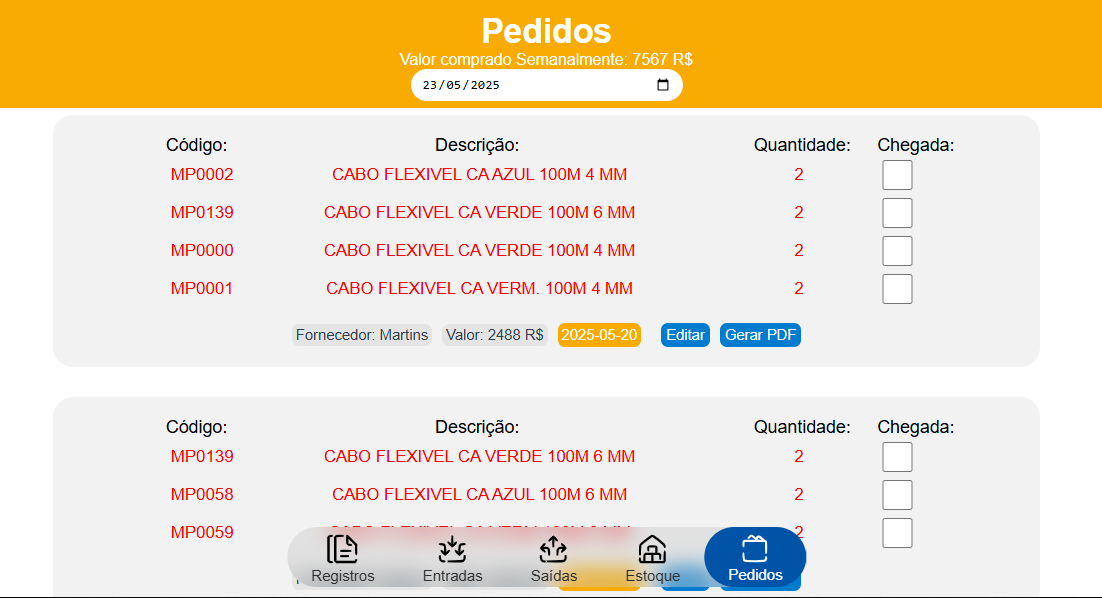 Pedidos
Valor comprado Semanalmente: 7567 R$
23/05/2025
Código: Descrição: Quantidade: Chegada:
MP0002 CABO FLEXIVEL CA AZUL 100M 4 MM 2
MP0139 CABO FLEXIVEL CA VERDE 100M 6 MM 2
MP0000 CABO FLEXIVEL CA VERDE 100M 4 MM 2
MP0001 CABO FLEXIVEL CA VERM. 100M 4 MM 2
Fornecedor: Martins Valor: 2488 R$ 2025-05-20 Editar Gerar PDF
Código: Descrição: Quantidade: Chegada:
MP0139 CABO FLEXIVEL CA VERDE 100M 6 MM 2
MP0058 CABO FLEXIVEL CA AZUL 100M 6 MM 2
MP0059 2
Registros Entradas Saídas Estoque Pedidos